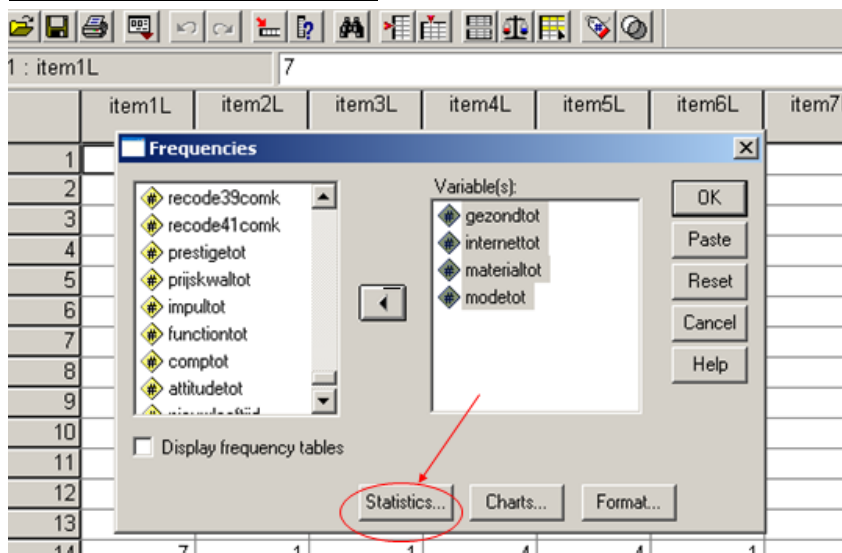 1 : item1L 7
item1L item2L item3L item4L item5L item6L item7
Frequencies
1
2
3
4
5
6
7
8
9
10
11
12
13
recode39comk
recode41comk
prestigetot
prijskwaltot
impultot
functiontot
comptot
attitudetot
Variable(s):
gezondtot
internettot
materialtot
modetot
OK
Paste
Reset
Cancel
Help
Display frequency tables
Statistics... Charts... Format...
14 7 1 1 4 4 1